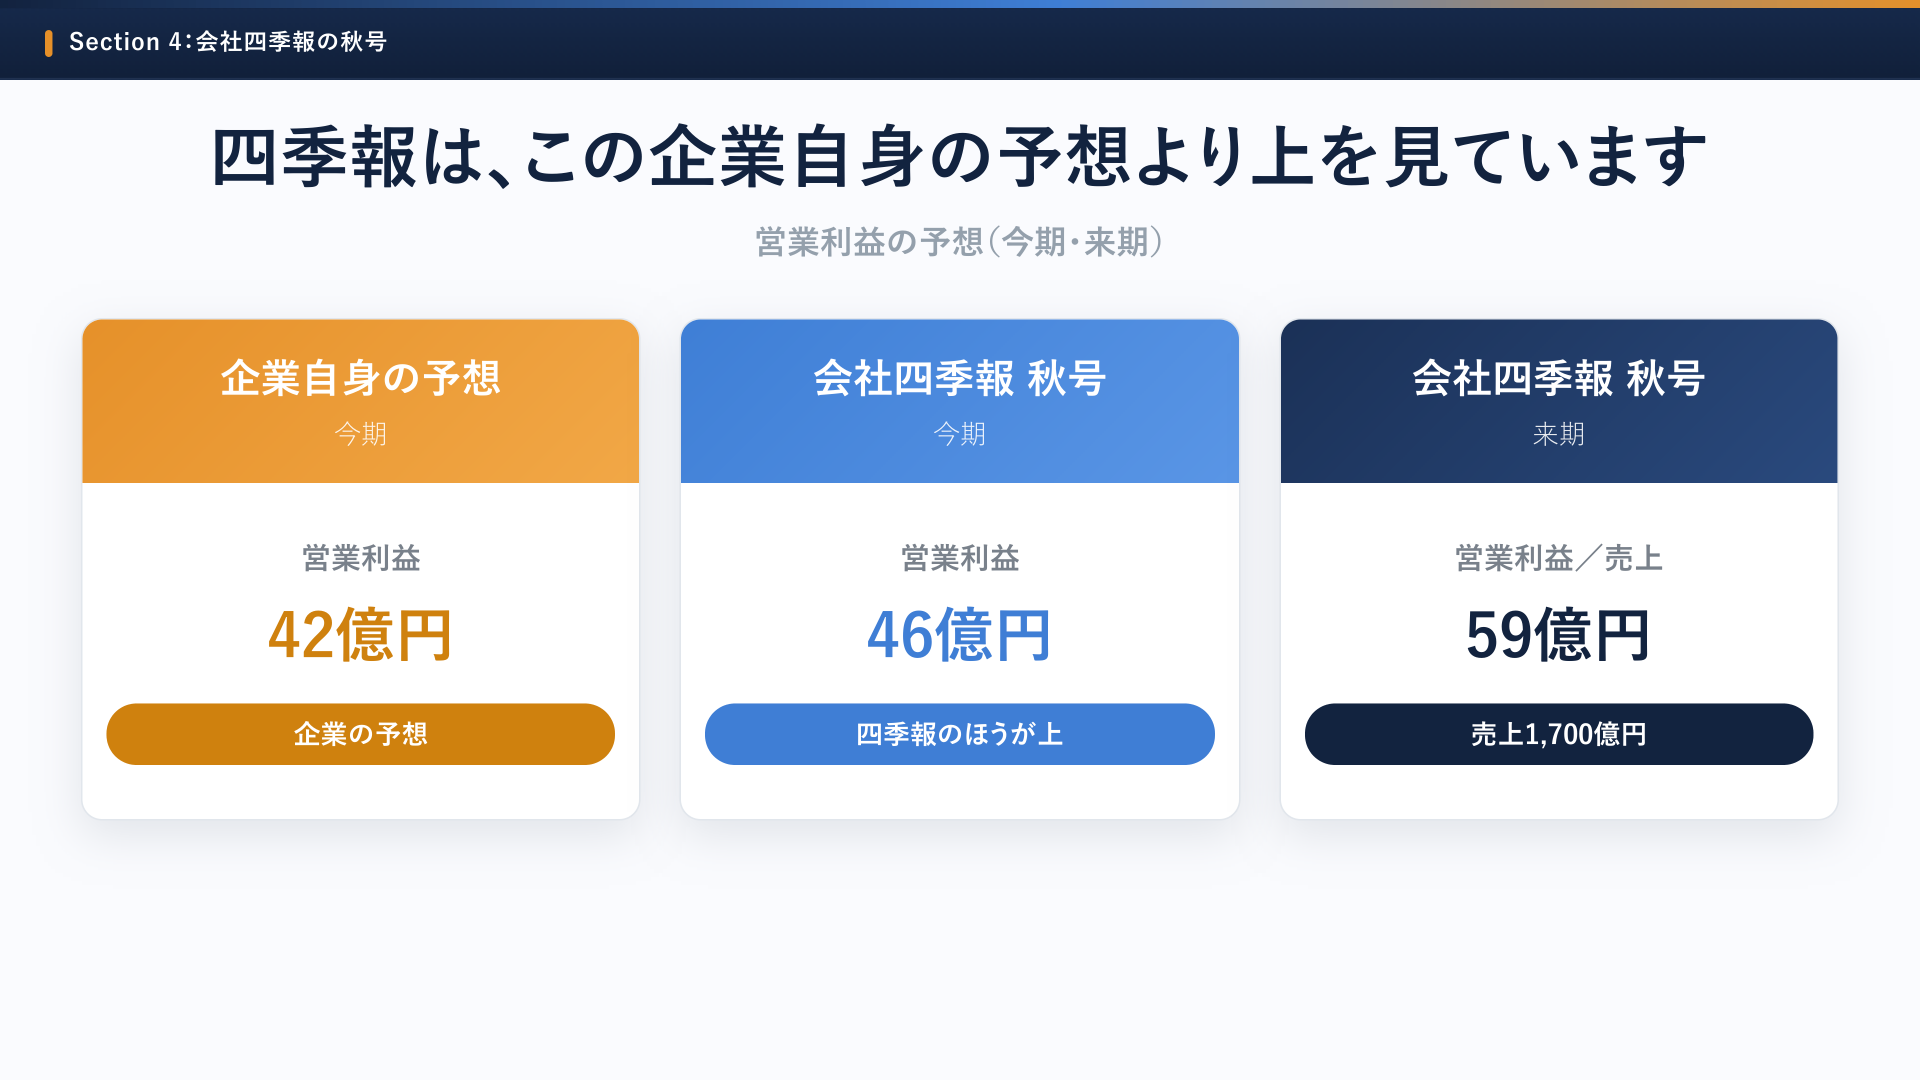 Section 4：会社四季報の秋号
四季報は、この企業自身の予想より上を見ています
営業利益の予想（今期・来期）
企業自身の予想
今期
営業利益
42億円
企業の予想
会社四季報 秋号
今期
営業利益
46億円
四季報のほうが上
会社四季報 秋号
来期
営業利益／売上
59億円
売上1,700億円